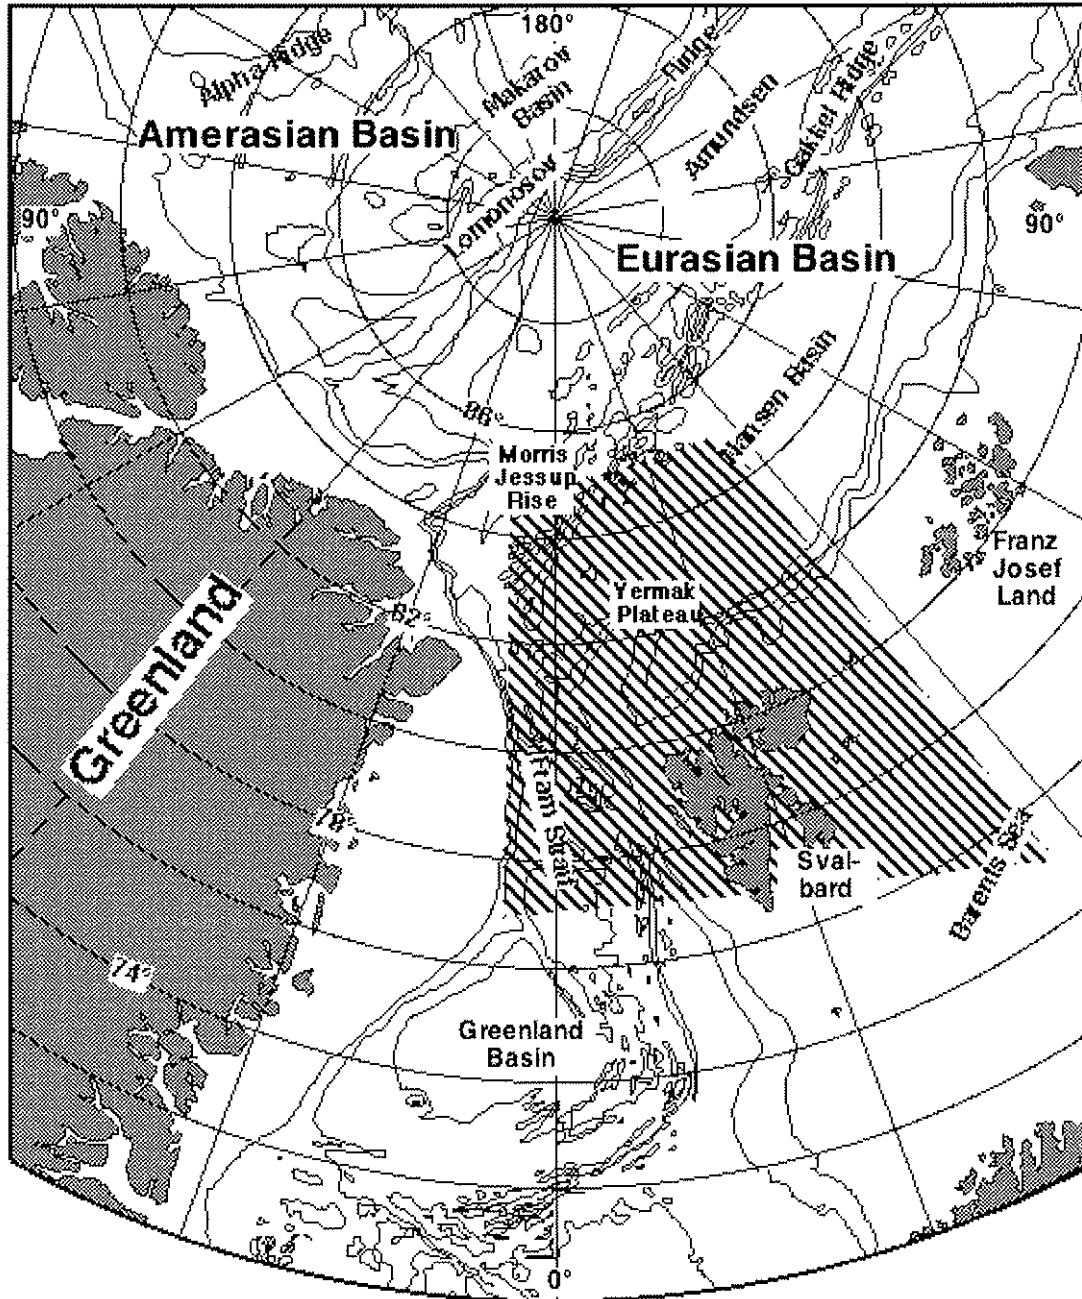 180°
Alpha Ridge
Makarov
Basin
Ridge
Amundsen
Gakkel Ridge
Amerasian Basin
Lomonosov
90°
90°
Eurasian Basin
Nansen Basin
86°
Morris
Jessup
Rise
Franz
Josef
Land
Yermak
Plateau
82°
Greenland
Fram Strait
78°
Sval-
bard
Barents Sea
74°
Greenland
Basin
0°